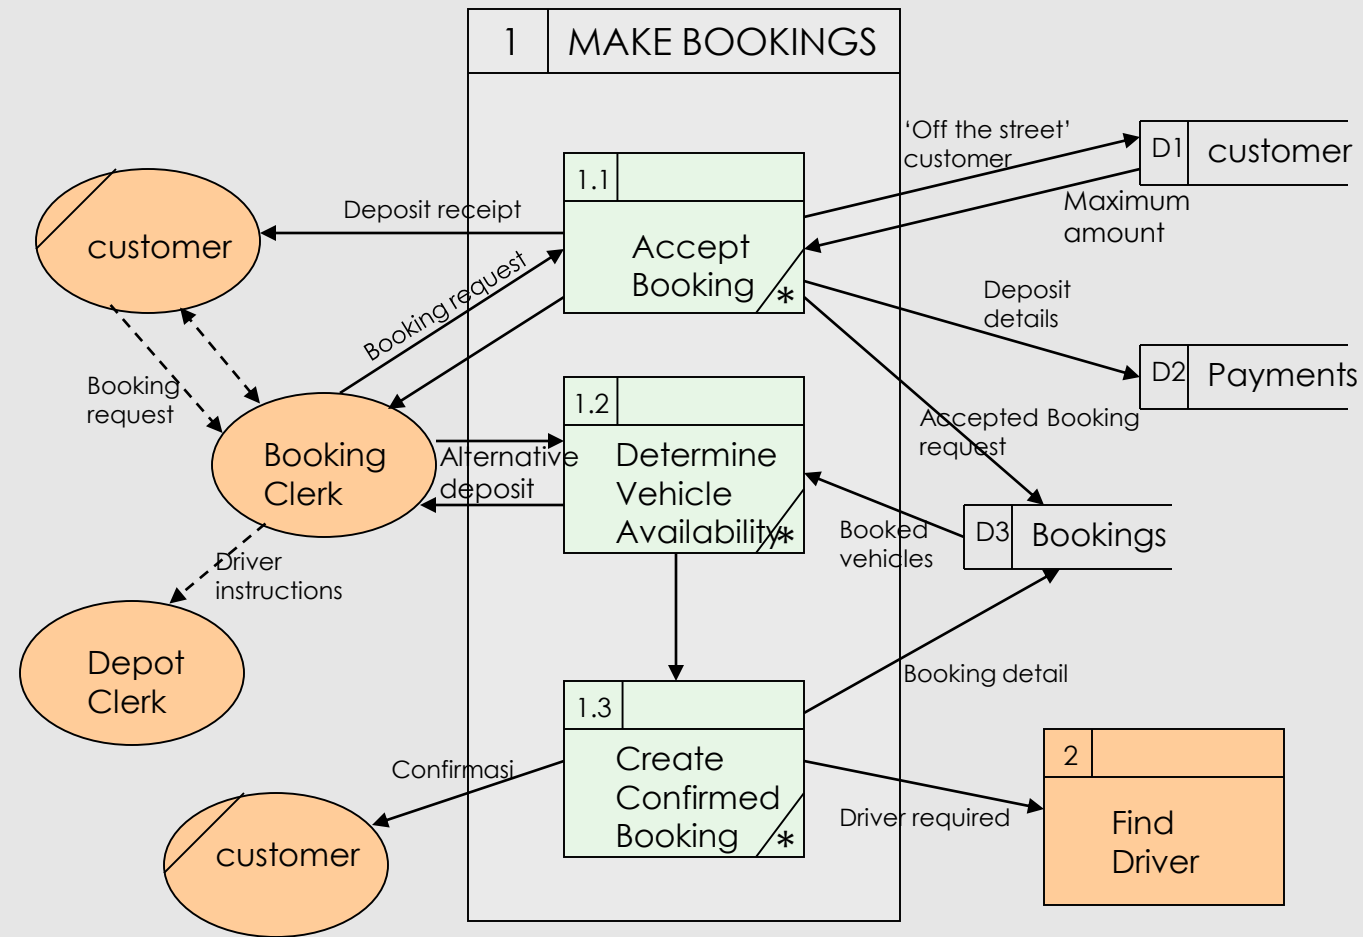 1 MAKE BOOKINGS
'Off the street'
customer
D1 customer
1.1
Maximum
amount
Deposit receipt
customer
Accept
Booking
*
Booking request
Deposit
details
D2 Payments
Booking
request
1.2
Accepted Booking
request
Booking
Clerk
Alternative
deposit
Determine
Vehicle
Availability
*
Booked
vehicles
D3 Bookings
Driver
instructions
Depot
Clerk
Booking detail
1.3
Create
Confirmed
Booking
*
Confirmasi
customer
Driver required
2
Find
Driver